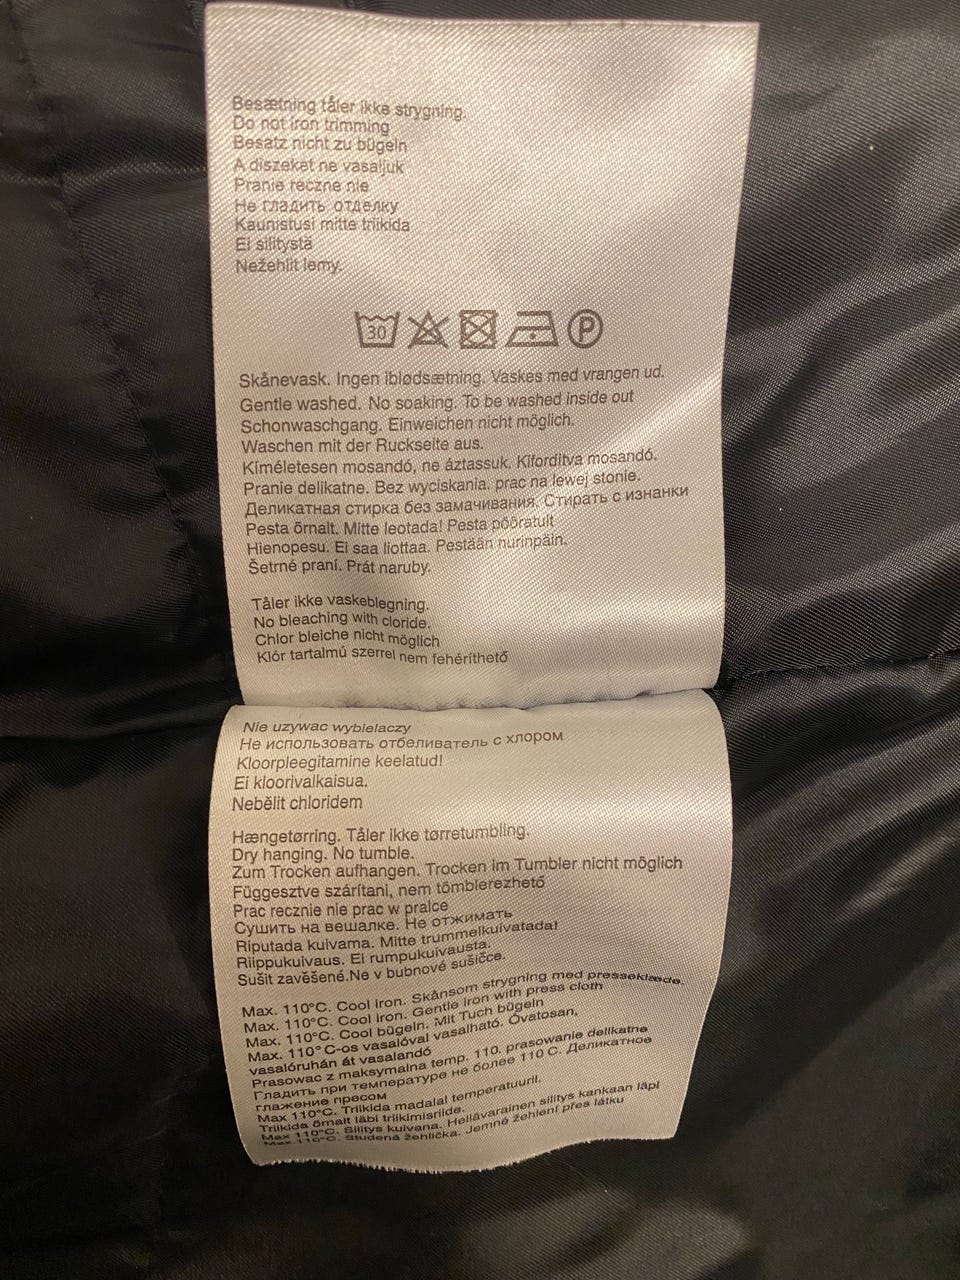 Besætning tåler ikke strygning.
Do not iron trimming
Besatz nicht zu bügeln
A díszeket ne vasaljuk
Pranie reczne nie
Не гладить отделку
Kaunistusi mitte triikida
Ei silitystä
Nežehlit lemy.
30 P
Skånevask. Ingen iblødsætning. Vaskes med vrangen ud.
Gentle washed. No soaking. To be washed inside out
Schonwaschgang. Einweichen nicht möglich.
Waschen mit der Ruckseite aus.
Kíméletesen mosandó, ne áztassuk. Kifordítva mosandó.
Pranie delikatne. Bez wyciskania. prac na lewej stonie.
Деликатная стирка без замачивания. Стирать с изнанки
Pesta õrnalt. Mitte leotada! Pesta pööratult
Hienopesu. Ei saa liottaa. Pestään nurinpäin.
Šetrné praní. Prát naruby.
Tåler ikke vaskeblegning.
No bleaching with cloride.
Chlor bleiche nicht möglich
Klór tartalmú szerrel nem fehéríthető
Nie uzywac wybielaczy
Не использовать отбеливатель с хлором
Kloorpleegitamine keelatud!
Ei kloorivalkaisua.
Nebělit chloridem
Hængetørring. Tåler ikke tørretumbling.
Dry hanging. No tumble.
Zum Trocken aufhangen. Trocken im Tumbler nicht möglich
Függesztve szárítani, nem tömblerezhető
Prac recznie nie prac w pralce
Сушить на вешалке. Не отжимать
Riputada kuivama. Mitte trummelkuivatada!
Riippukuivaus. Ei rumpukuivausta.
Sušit zavěšené.Ne v bubnové sušičce.
Max. 110°C. Cool iron. Skånsom strygning med presseklæde.
Max. 110°C. Cool iron. Gentle iron with press cloth
Max. 110°C. Cool bügeln. Mit Tuch bügeln
Max. 110°C-os vasalóval vasalható. Óvatosan,
vasalóruhán át vasalandó
Prasowac z maksymalna temp. 110. prasowanie delikatne
Гладить при температуре не более 110 С. Деликатное
глажение пресом
Max 110°C. Triikida madalal temperatuuril.
Triikida õrnalt läbi triikimisriide.
Max 110°C. Silitys kuivana. Hellävarainen silitys kankaan läpi
Max. 110°C. Studená žehlička. Jemné žehlení přes látku